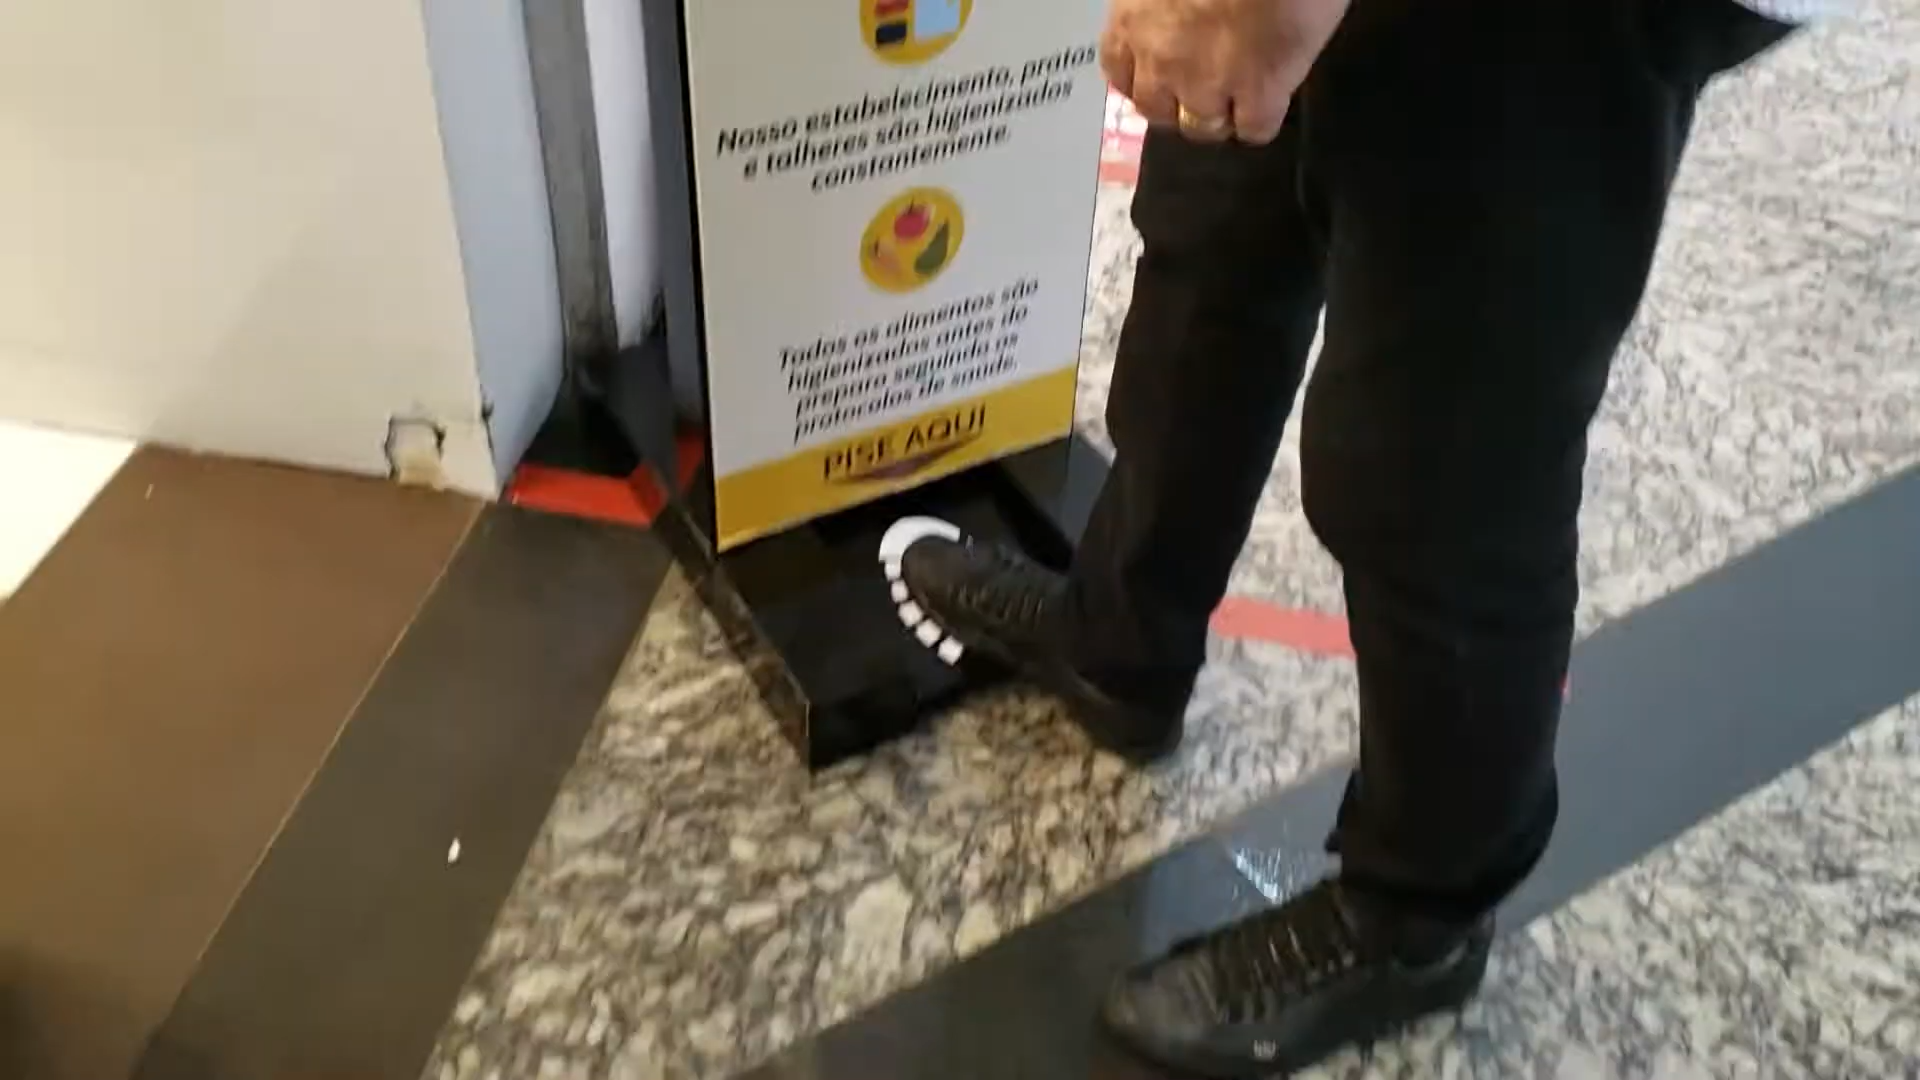 Nosso estabelecimento, pratos
e talheres são higienizados
constantemente.
Todos os alimentos são
higienizados antes do
preparo seguindo os
protocolos de saúde.
PISE AQUI